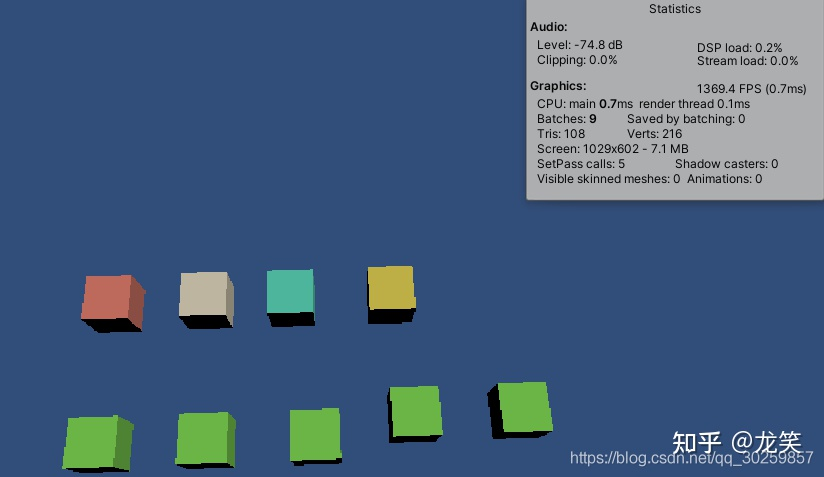 Statistics
Audio:
Level: -74.8 dB DSP load: 0.2%
Clipping: 0.0% Stream load: 0.0%
Graphics: 1369.4 FPS (0.7ms)
CPU: main 0.7ms render thread 0.1ms
Batches: 9 Saved by batching: 0
Tris: 108 Verts: 216
Screen: 1029x602 - 7.1 MB
SetPass calls: 5 Shadow casters: 0
Visible skinned meshes: 0 Animations: 0
知乎 @龙笑
https://blog.csdn.net/qq_30259857